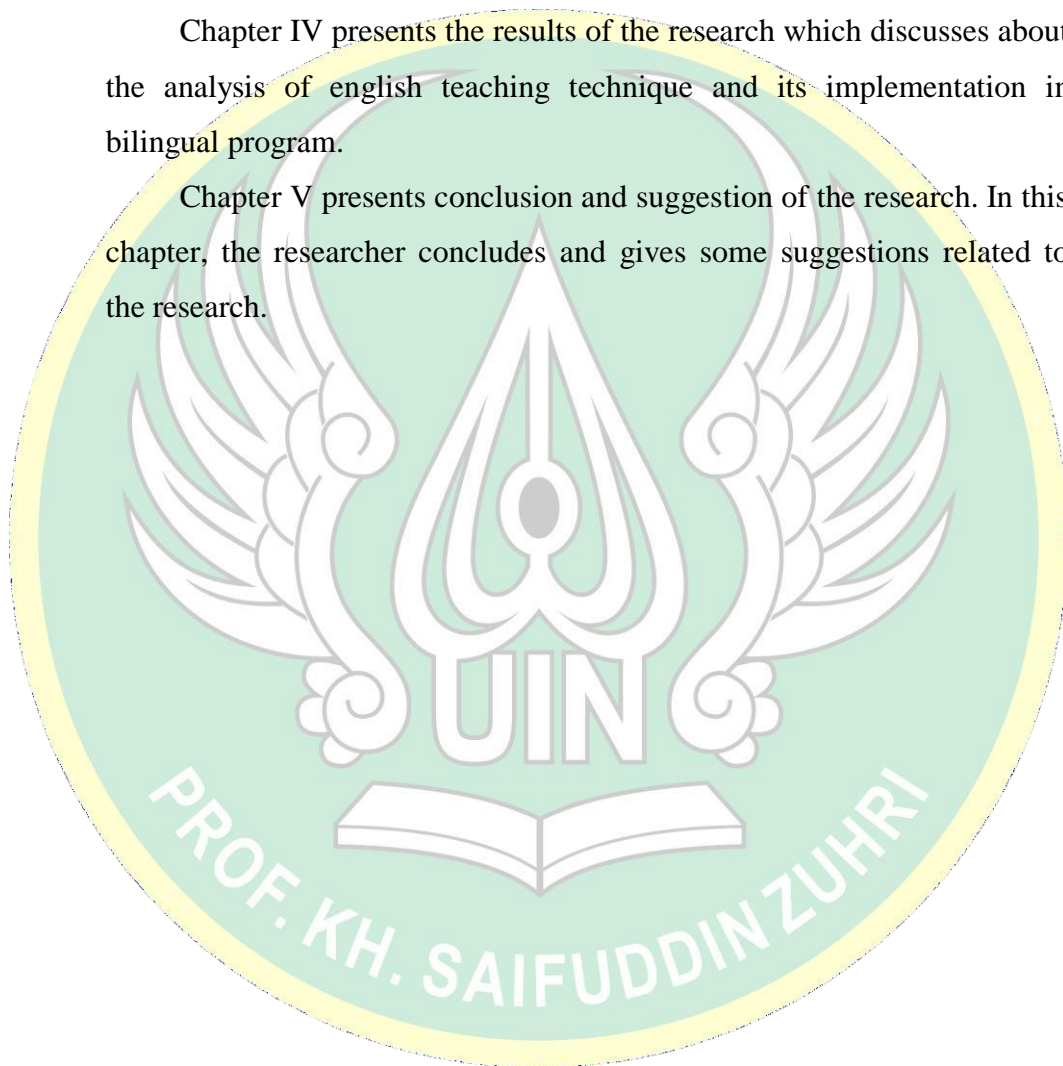 Chapter IV presents the results of the research which discusses about
the analysis of english teaching technique and its implementation in
bilingual program.
Chapter V presents conclusion and suggestion of the research. In this
chapter, the researcher concludes and gives some suggestions related to
the research.
UIN
PROF. KH. SAIFUDDIN ZUHRI